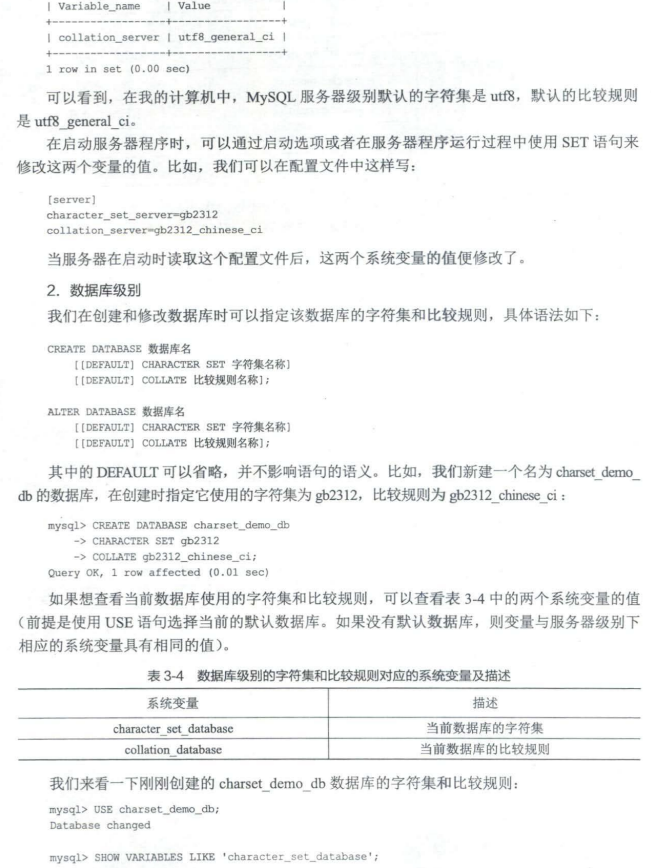 | Variable_name | Value |
+------------------+-----------------+
| collation_server | utf8_general_ci |
+------------------+-----------------+
1 row in set (0.00 sec)
可以看到，在我的计算机中，MySQL 服务器级别默认的字符集是 utf8，默认的比较规则
是 utf8_general_ci。
在启动服务器程序时，可以通过启动选项或者在服务器程序运行过程中使用 SET 语句来
修改这两个变量的值。比如，我们可以在配置文件中这样写：
[server]
character_set_server=gb2312
collation_server=gb2312_chinese_ci
当服务器在启动时读取这个配置文件后，这两个系统变量的值便修改了。
2. 数据库级别
我们在创建和修改数据库时可以指定该数据库的字符集和比较规则，具体语法如下：
CREATE DATABASE 数据库名
[[DEFAULT] CHARACTER SET 字符集名称]
[[DEFAULT] COLLATE 比较规则名称];
ALTER DATABASE 数据库名
[[DEFAULT] CHARACTER SET 字符集名称]
[[DEFAULT] COLLATE 比较规则名称];
其中的 DEFAULT 可以省略，并不影响语句的语义。比如，我们新建一个名为 charset_demo_
db 的数据库，在创建时指定它使用的字符集为 gb2312，比较规则为 gb2312_chinese_ci：
mysql> CREATE DATABASE charset_demo_db
-> CHARACTER SET gb2312
-> COLLATE gb2312_chinese_ci;
Query OK, 1 row affected (0.01 sec)
如果想查看当前数据库使用的字符集和比较规则，可以查看表 3-4 中的两个系统变量的值
（前提是使用 USE 语句选择当前的默认数据库。如果没有默认数据库，则变量与服务器级别下
相应的系统变量具有相同的值）。
表 3-4 数据库级别的字符集和比较规则对应的系统变量及描述
系统变量 描述
character_set_database 当前数据库的字符集
collation_database 当前数据库的比较规则
我们来看一下刚刚创建的 charset_demo_db 数据库的字符集和比较规则：
mysql> USE charset_demo_db;
Database changed
mysql> SHOW VARIABLES LIKE 'character_set_database';